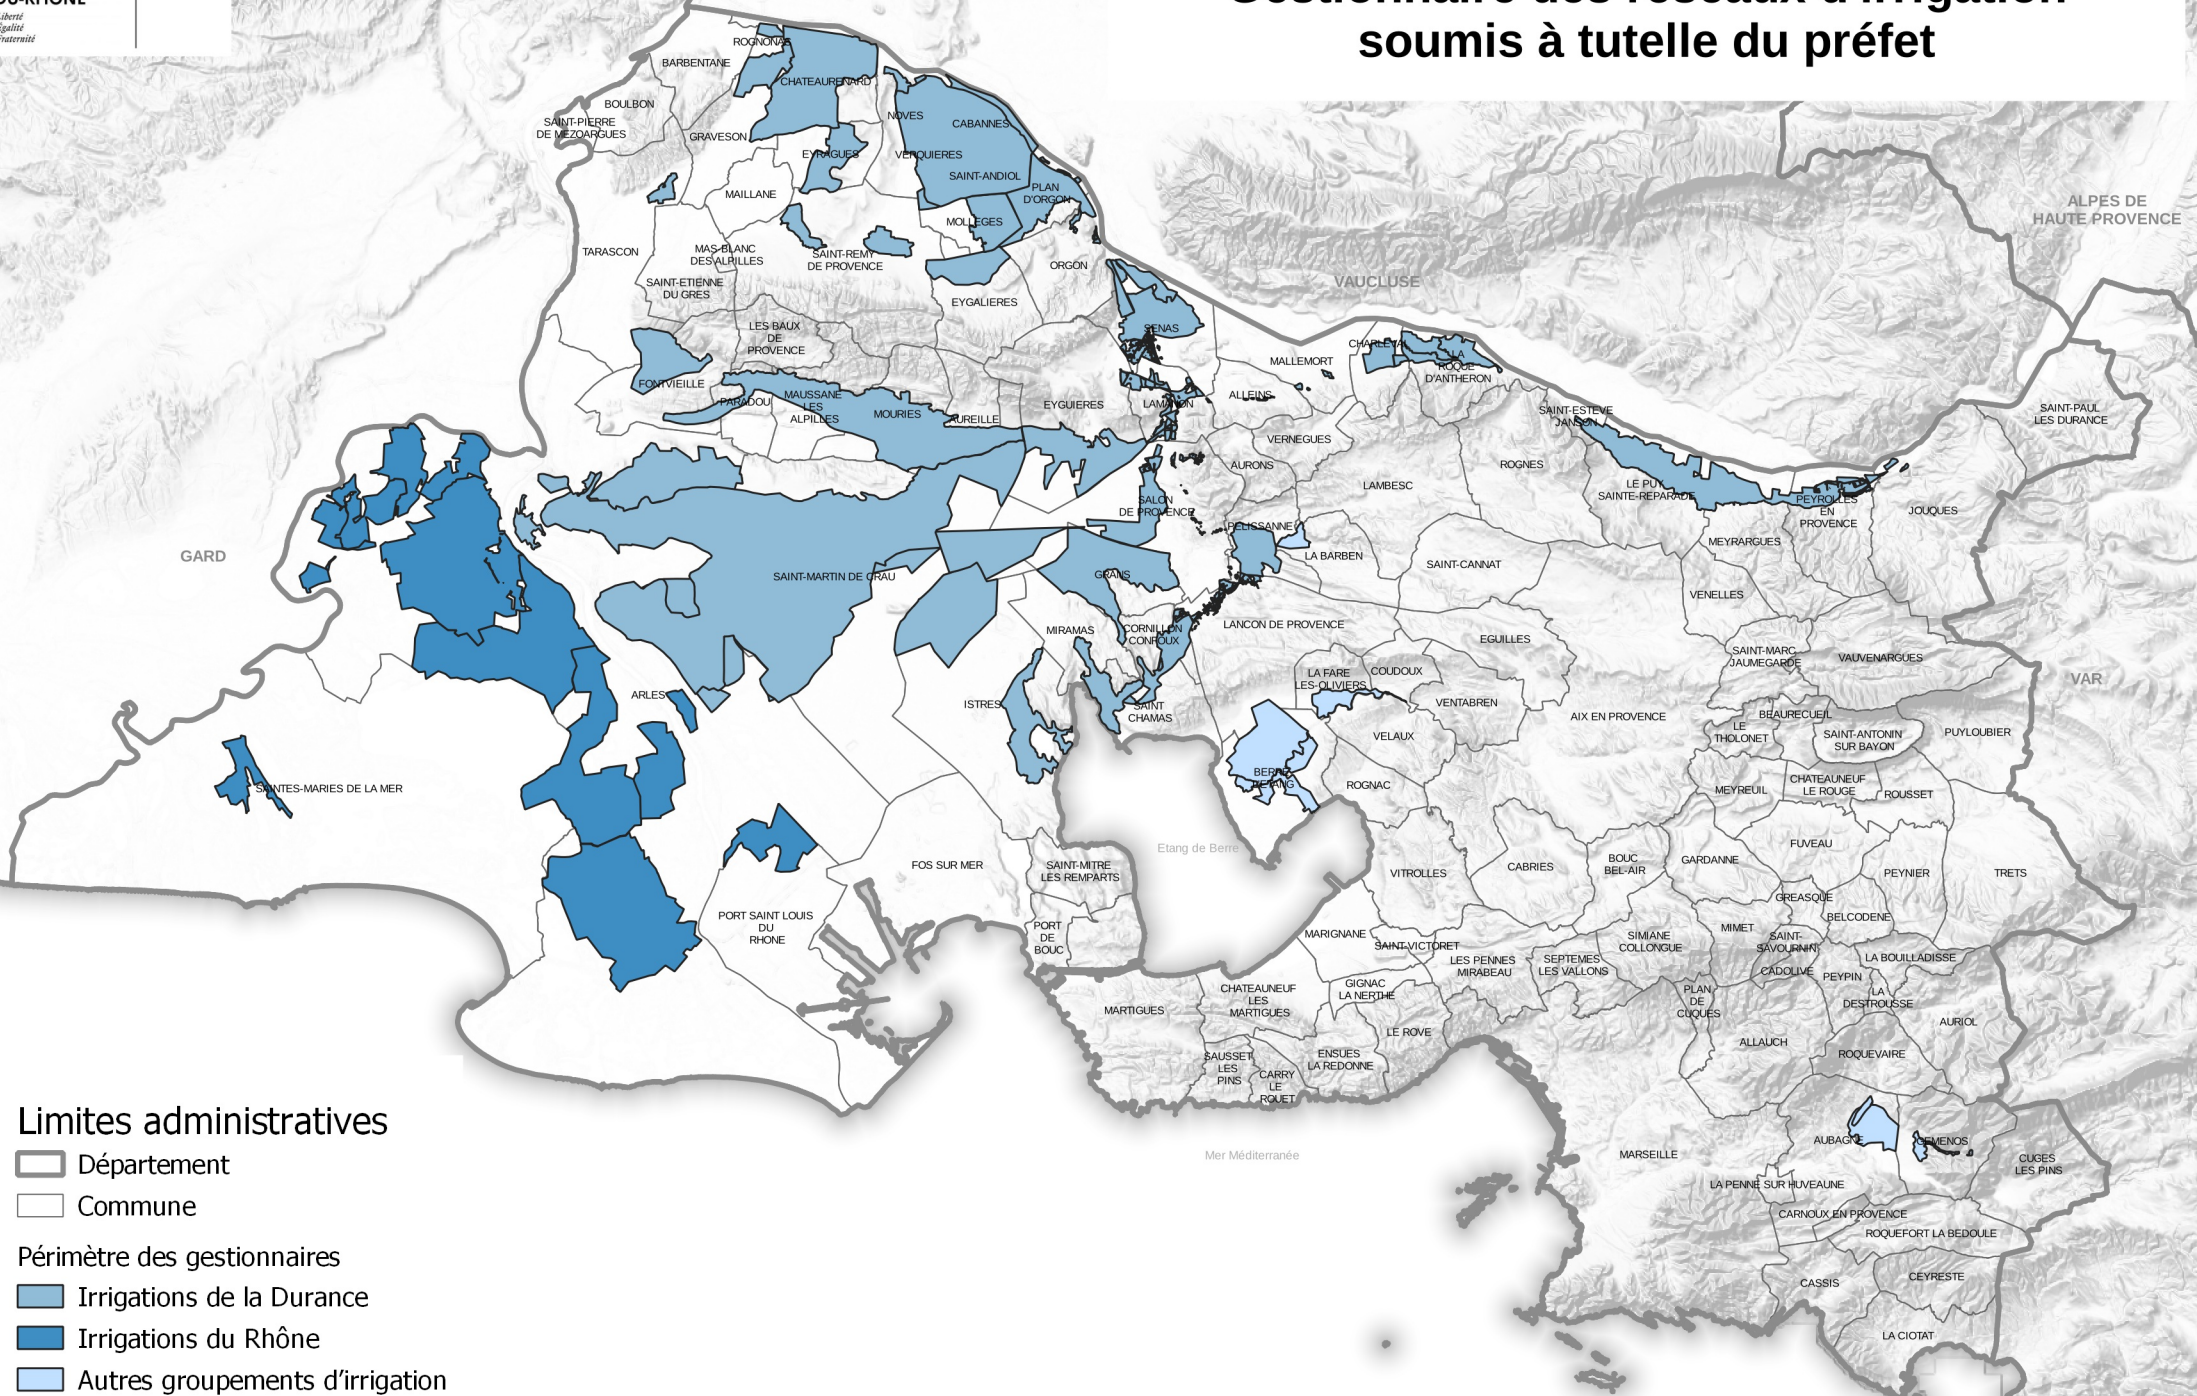 DU-RHÔNE
Liberté
Égalité
Fraternité
Gestionnaire des réseaux d'irrigation
soumis à tutelle du préfet
ROGNONAS
BARBENTANE
CHATEAURENARD
BOULBON
SAINT-PIERRE
DE MEZOARGUES
GRAVESON
NOVES
CABANNES
EYRAGUES
VERQUIERES
SAINT-ANDIOL
MAILLANE
PLAN
D'ORGON
MOLLEGES
TARASCON
MAS-BLANC
DES ALPILLES
SAINT-REMY
DE PROVENCE
ORGON
SAINT-ETIENNE
DU GRES
EYGALIERES
LES BAUX
DE
PROVENCE
SENAS
VAUCLUSE
ALPES DE
HAUTE PROVENCE
CHARLEVAL
MALLEMORT
LA
ROQUE
D'ANTHERON
FONTVIEILLE
PARADOU
MAUSSANE
LES
ALPILLES
MOURIES
AUREILLE
EYGUIERES
LAMANON
ALLEINS
SAINT-ESTEVE
JANSON
SAINT-PAUL
LES DURANCE
VERNEGUES
AURONS
ROGNES
LAMBESC
LE PUY
SAINTE-REPARADE
PEYROLLES
EN
PROVENCE
JOUQUES
SALON
DE PROVENCE
PELISSANNE
LA BARBEN
MEYRARGUES
GARD
SAINT-MARTIN DE CRAU
GRANS
SAINT-CANNAT
VENELLES
MIRAMAS
CORNILLON
CONFOUX
LANCON DE PROVENCE
EGUILLES
SAINT-MARC
JAUMEGARDE
VAUVENARGUES
VAR
LA FARE
LES-OLIVIERS
COUDOUX
ARLES
ISTRES
SAINT
CHAMAS
VENTABREN
AIX EN PROVENCE
BEAURECUEIL
LE
THOLONET
SAINT-ANTONIN
SUR BAYON
PUYLOUBIER
VELAUX
BERRE
L'ETANG
ROGNAC
SAINTES-MARIES DE LA MER
MEYREUIL
CHATEAUNEUF
LE ROUGE
ROUSSET
Etang de Berre
FOS SUR MER
SAINT-MITRE
LES REMPARTS
VITROLLES
CABRIES
BOUC
BEL-AIR
GARDANNE
FUVEAU
PEYNIER
TRETS
GREASQUE
BELCODENE
PORT SAINT LOUIS
DU
RHONE
PORT
DE
BOUC
MARIGNANE
SAINT-VICTORET
LES PENNES
MIRABEAU
SEPTEMES
LES VALLONS
SIMIANE
COLLONGUE
MIMET
SAINT-
SAVOURNIN
CADOLIVE
PEYPIN
LA BOUILLADISSE
LA
DESTROUSSE
MARTIGUES
CHATEAUNEUF
LES
MARTIGUES
GIGNAC
LA NERTHE
PLAN
DE
CUQUES
AURIOL
LE ROVE
ALLAUCH
ROQUEVAIRE
SAUSSET
LES
PINS
CARRY
LE
ROUET
ENSUES
LA REDONNE
Mer Méditerranée
MARSEILLE
AUBAGNE
GEMENOS
CUGES
LES PINS
LA PENNE SUR HUVEAUNE
CARNOUX EN PROVENCE
ROQUEFORT LA BEDOULE
CASSIS
CEYRESTE
LA CIOTAT
Limites administratives
Département
Commune
Périmètre des gestionnaires
Irrigations de la Durance
Irrigations du Rhône
Autres groupements d'irrigation